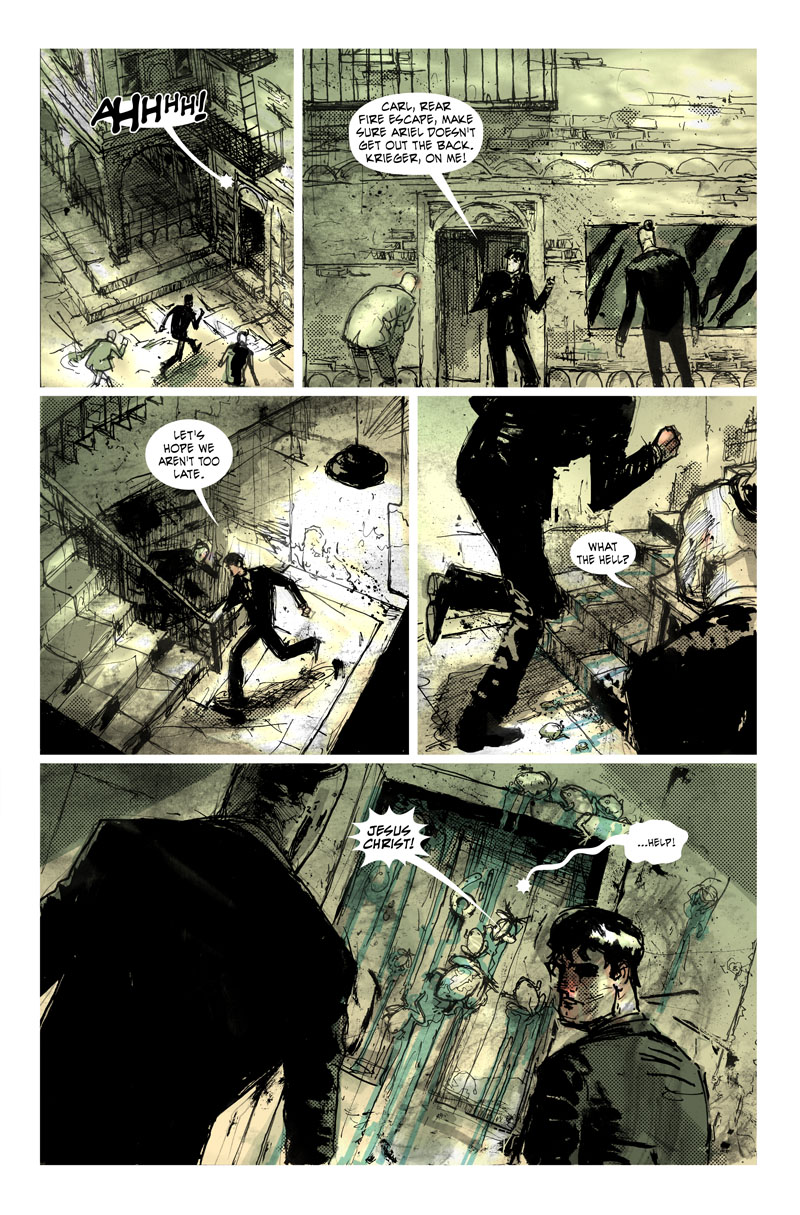 AHHHHH!
CARL, REAR
FIRE ESCAPE, MAKE
SURE ARIEL DOESN'T
GET OUT THE BACK.
KRIEGER, ON ME!
LET'S
HOPE WE
AREN'T TOO
LATE.
WHAT
THE HELL?
JESUS
CHRIST!
...HELP!